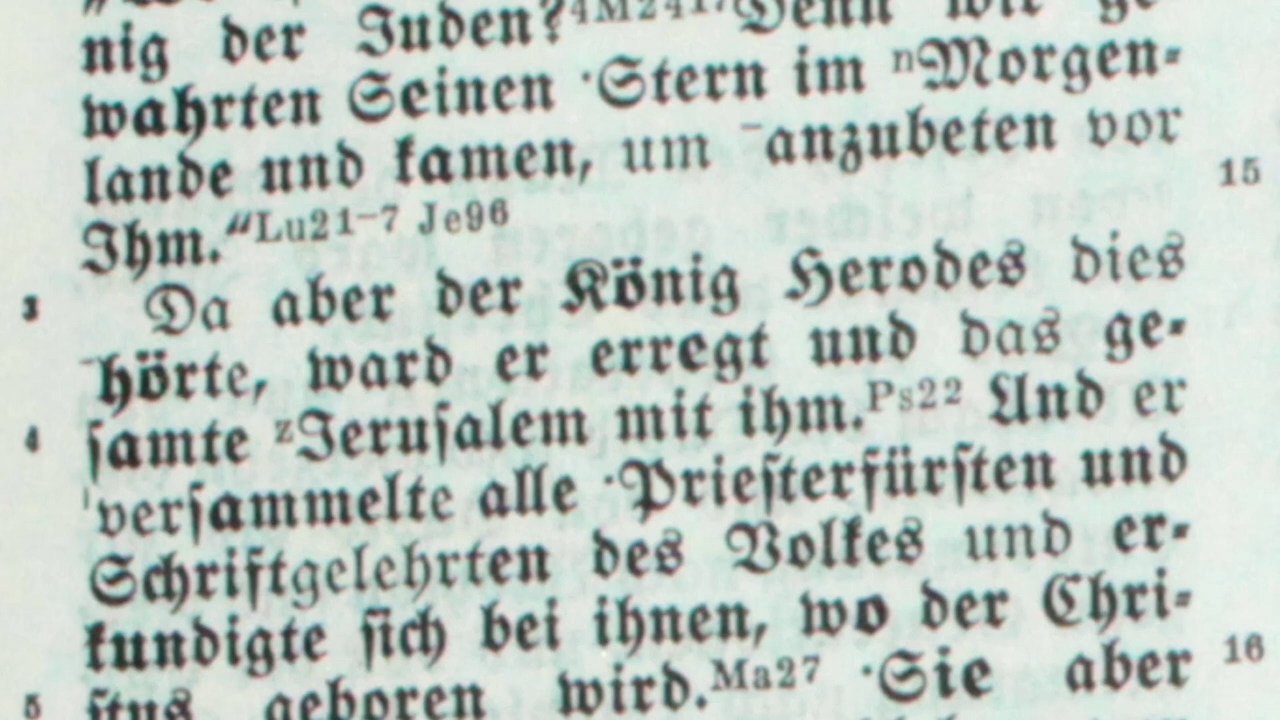 nig der Juden?4M2417 Denn wir ge-
wahrten Seinen ·Stern im nMorgen-
lande und kamen, um ‾anzubeten vor
15
Ihm."Lu21-7 Je96
3 Da aber der König Herodes dies
‾hörte, ward er erregt und das ge-
4 samte zJerusalem mit ihm.Ps22 Und er
'versammelte alle ·Priesterfürsten und
Schriftgelehrten des Volkes und er-
kundigte sich bei ihnen, wo der Chri-
16
5 stus geboren wird.Ma27 ·Sie aber